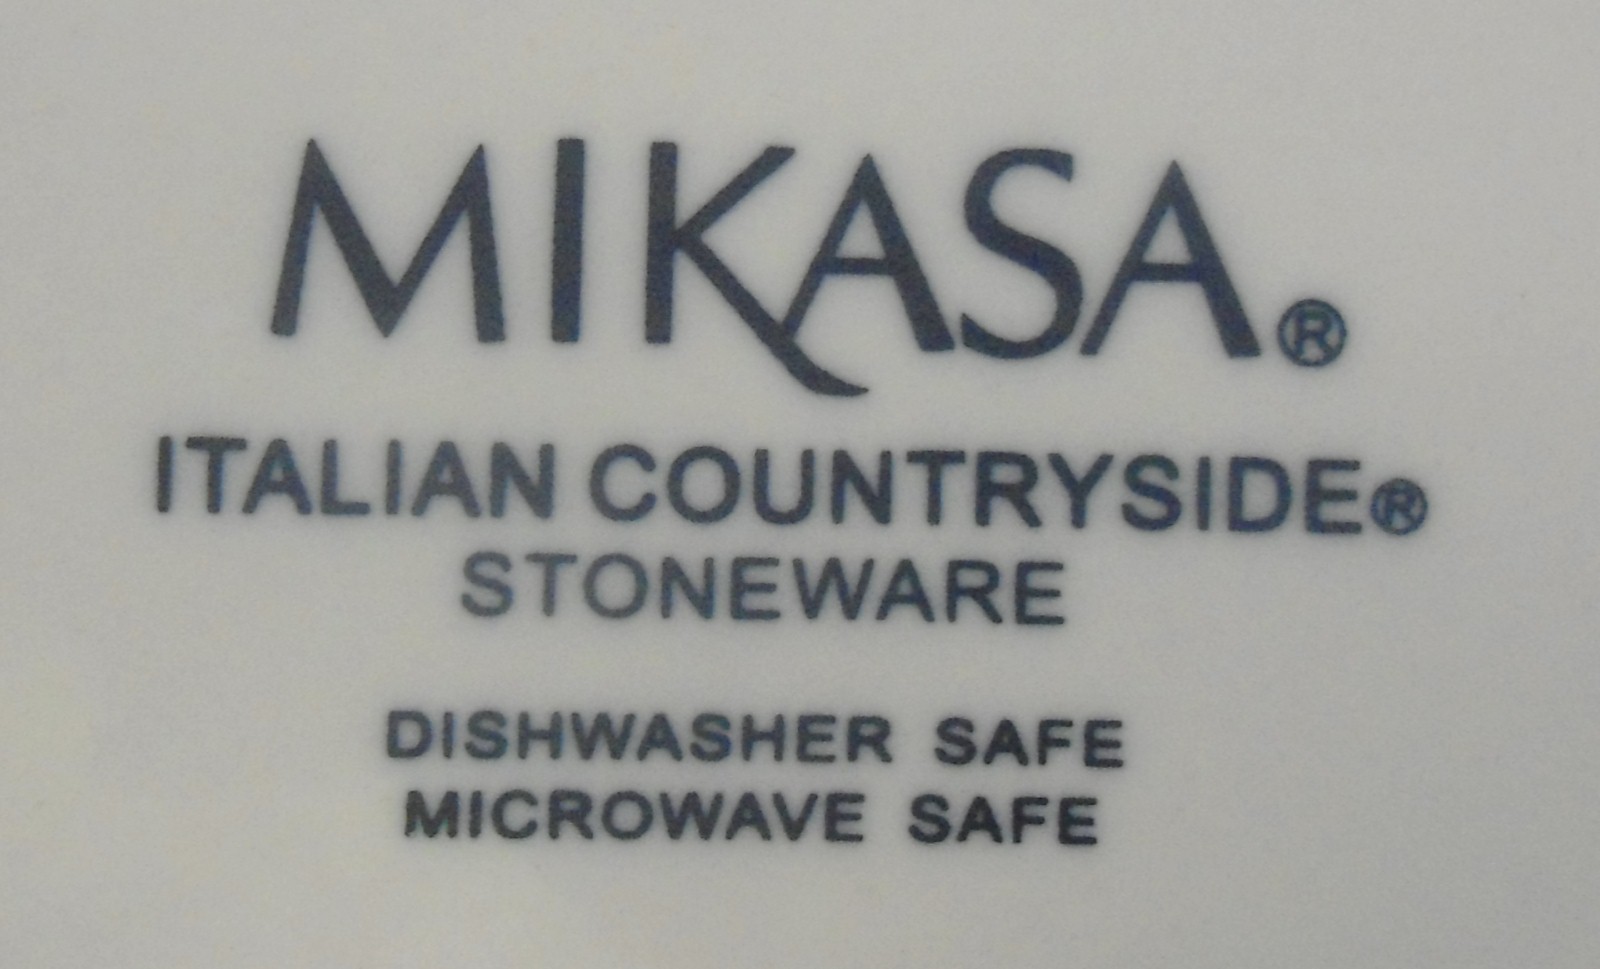 MIKASA®
ITALIAN COUNTRYSIDE®
STONEWARE
DISHWASHER SAFE
MICROWAVE SAFE